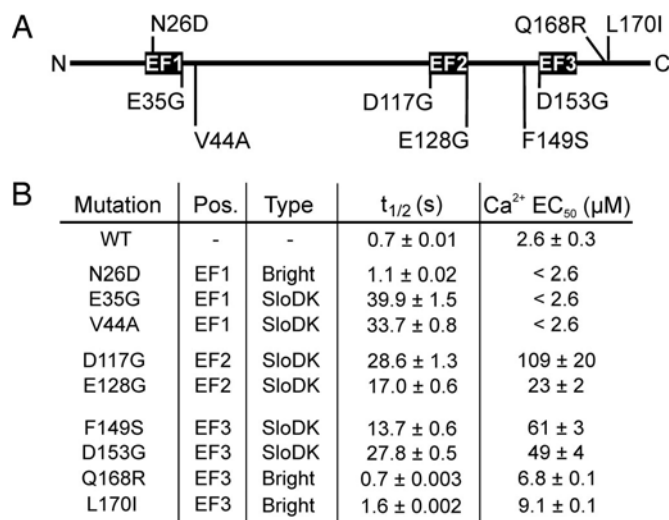 A
N26D
Q168R L170I
N EF1 EF2 EF3 C
E35G D117G D153G
V44A E128G F149S
B
Mutation Pos. Type t1/2 (s) Ca2+ EC50 (µM)
WT - - 0.7 ± 0.01 2.6 ± 0.3
N26D EF1 Bright 1.1 ± 0.02 < 2.6
E35G EF1 SloDK 39.9 ± 1.5 < 2.6
V44A EF1 SloDK 33.7 ± 0.8 < 2.6
D117G EF2 SloDK 28.6 ± 1.3 109 ± 20
E128G EF2 SloDK 17.0 ± 0.6 23 ± 2
F149S EF3 SloDK 13.7 ± 0.6 61 ± 3
D153G EF3 SloDK 27.8 ± 0.5 49 ± 4
Q168R EF3 Bright 0.7 ± 0.003 6.8 ± 0.1
L170I EF3 Bright 1.6 ± 0.002 9.1 ± 0.1